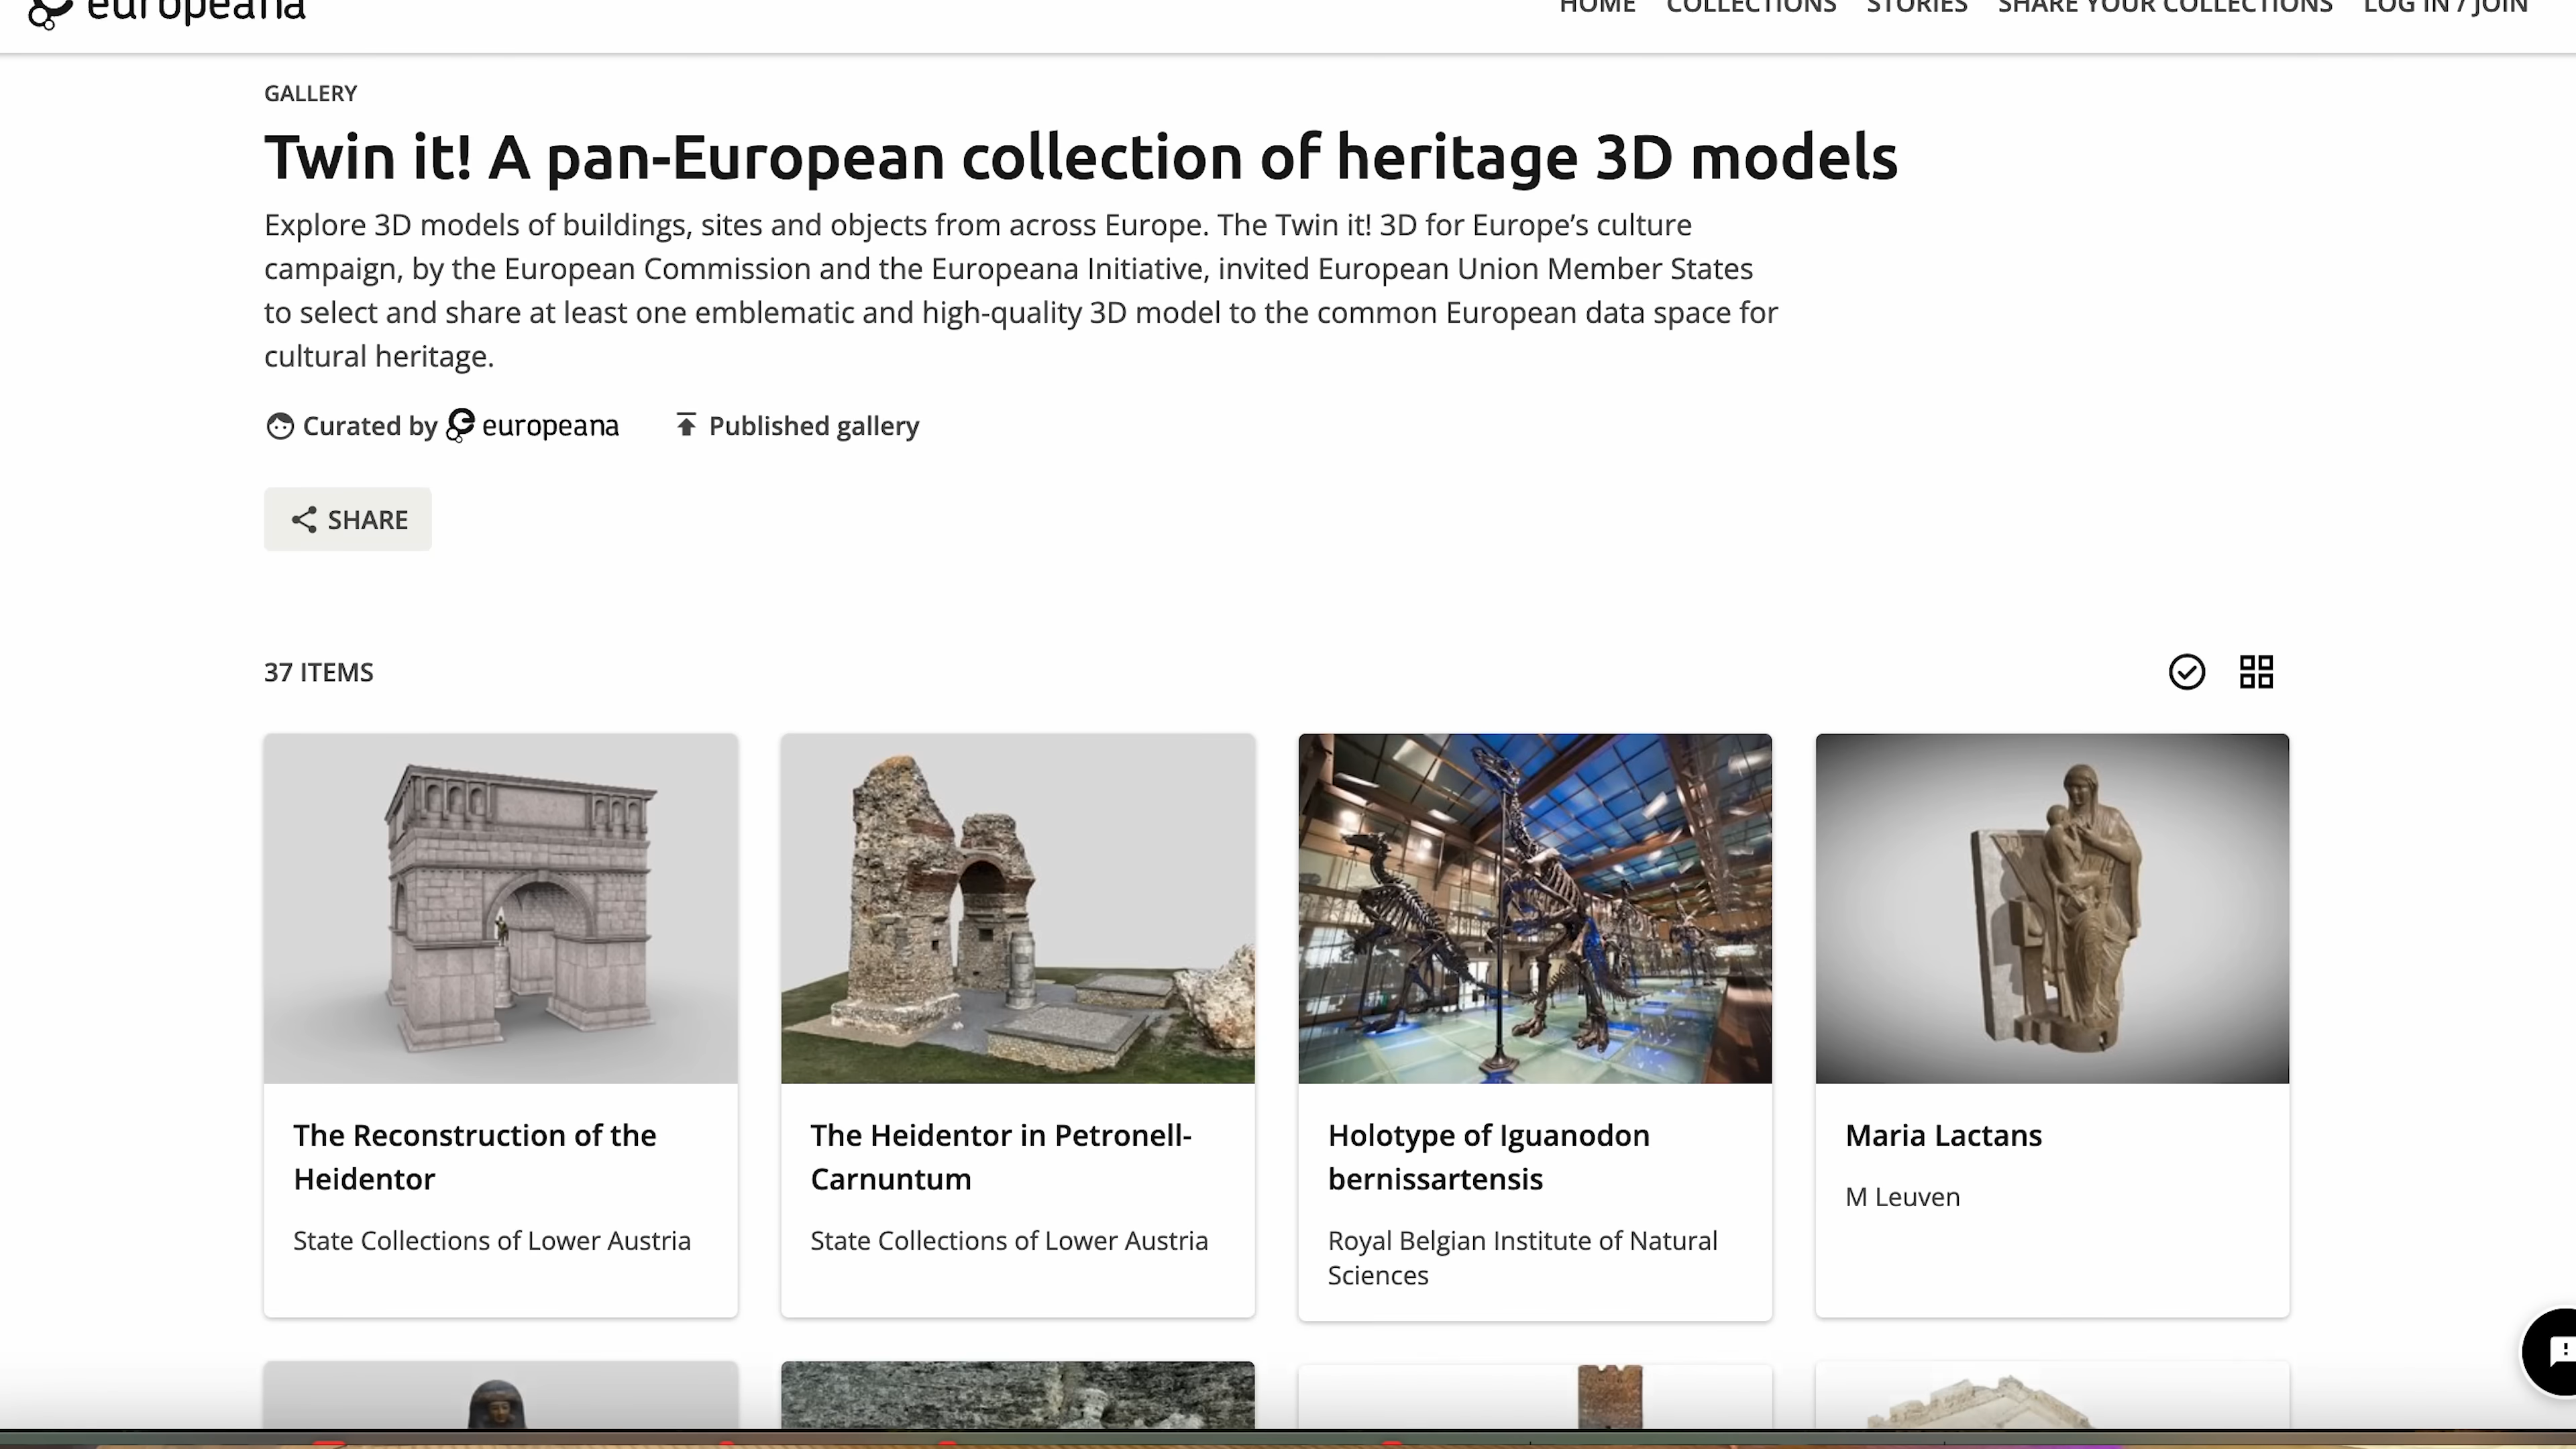 europeana
HOME COLLECTIONS STORIES SHARE YOUR COLLECTIONS LOG IN / JOIN
GALLERY
Twin it! A pan-European collection of heritage 3D models
Explore 3D models of buildings, sites and objects from across Europe. The Twin it! 3D for Europe’s culture
campaign, by the European Commission and the Europeana Initiative, invited European Union Member States
to select and share at least one emblematic and high-quality 3D model to the common European data space for
cultural heritage.
Curated by europeana Published gallery
SHARE
37 ITEMS
The Reconstruction of the
Heidentor
State Collections of Lower Austria
The Heidentor in Petronell-
Carnuntum
State Collections of Lower Austria
Holotype of Iguanodon
bernissartensis
Royal Belgian Institute of Natural
Sciences
Maria Lactans
M Leuven